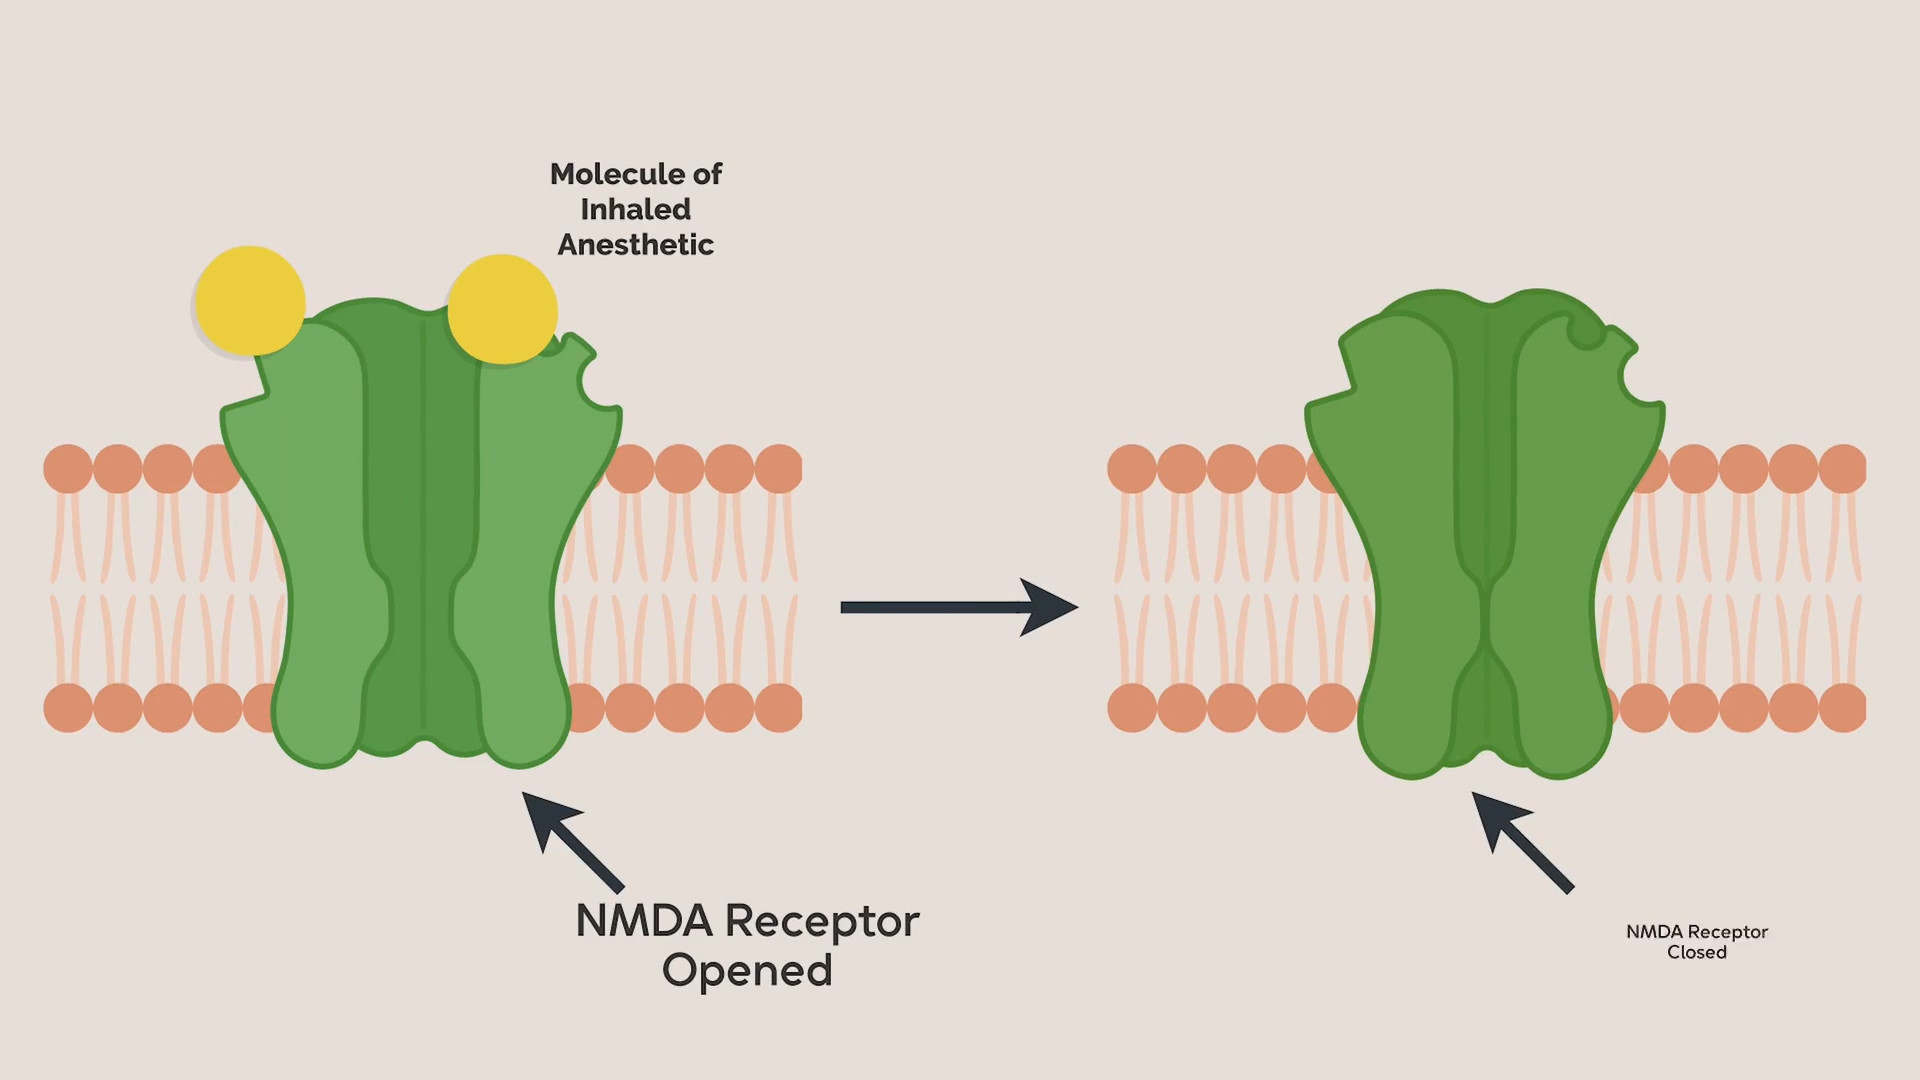 Molecule of
Inhaled
Anesthetic
NMDA Receptor
Opened
NMDA Receptor
Closed